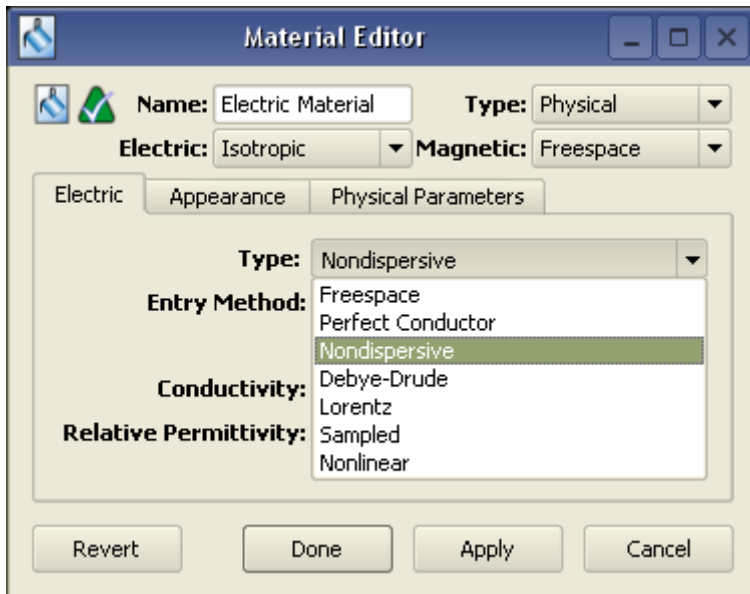 Material Editor
Name: Electric Material Type: Physical
Electric: Isotropic Magnetic: Freespace
Electric Appearance Physical Parameters
Type: Nondispersive
Entry Method: Freespace
Perfect Conductor
Nondispersive
Conductivity: Debye-Drude
Lorentz
Relative Permittivity: Sampled
Nonlinear
Revert Done Apply Cancel